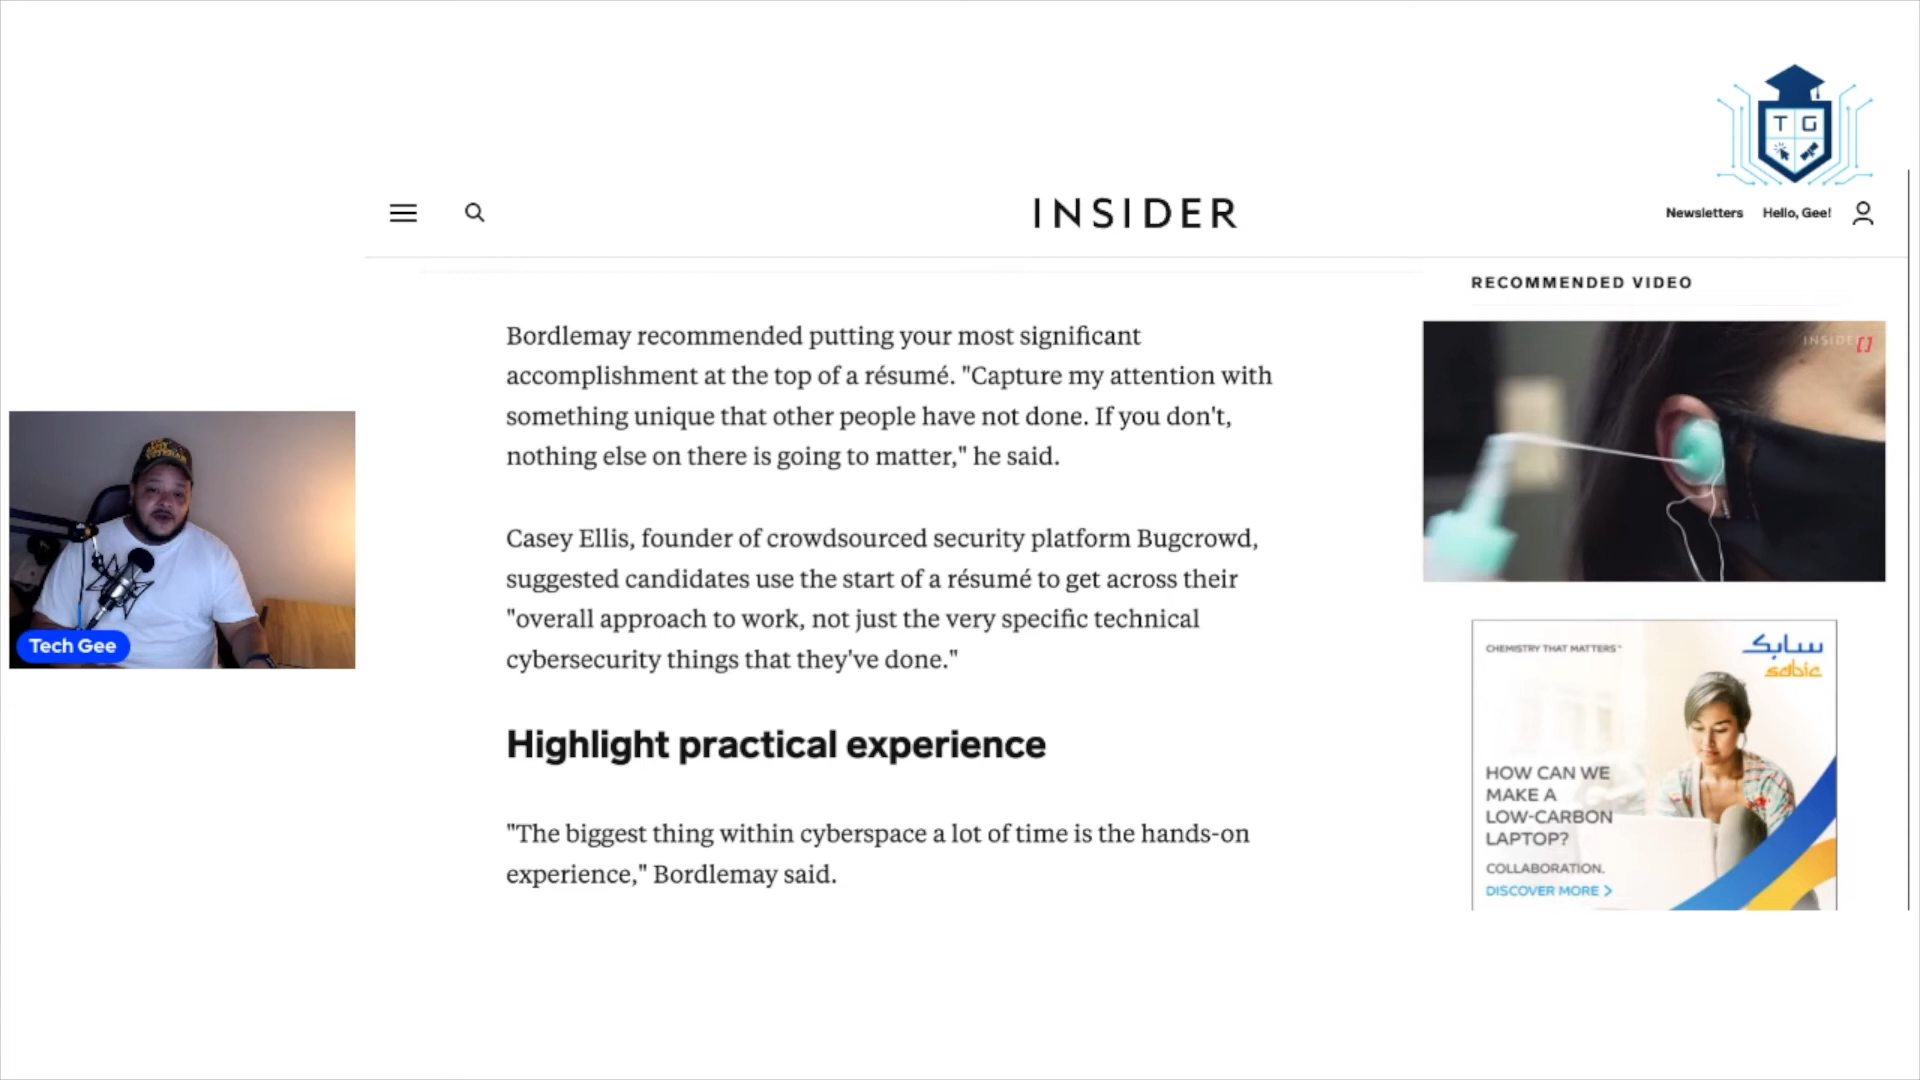 T G
INSIDER
Newsletters Hello, Gee!
RECOMMENDED VIDEO
INSIDE
Bordlemay recommended putting your most significant
accomplishment at the top of a résumé. "Capture my attention with
something unique that other people have not done. If you don't,
nothing else on there is going to matter," he said.
Casey Ellis, founder of crowdsourced security platform Bugcrowd,
suggested candidates use the start of a résumé to get across their
"overall approach to work, not just the very specific technical
cybersecurity things that they've done."
Highlight practical experience
"The biggest thing within cyberspace a lot of time is the hands-on
experience," Bordlemay said.
VETERAN
Tech Gee
CHEMISTRY THAT MATTERS™
سابك
sabic
HOW CAN WE
MAKE A
LOW-CARBON
LAPTOP?
COLLABORATION.
DISCOVER MORE >